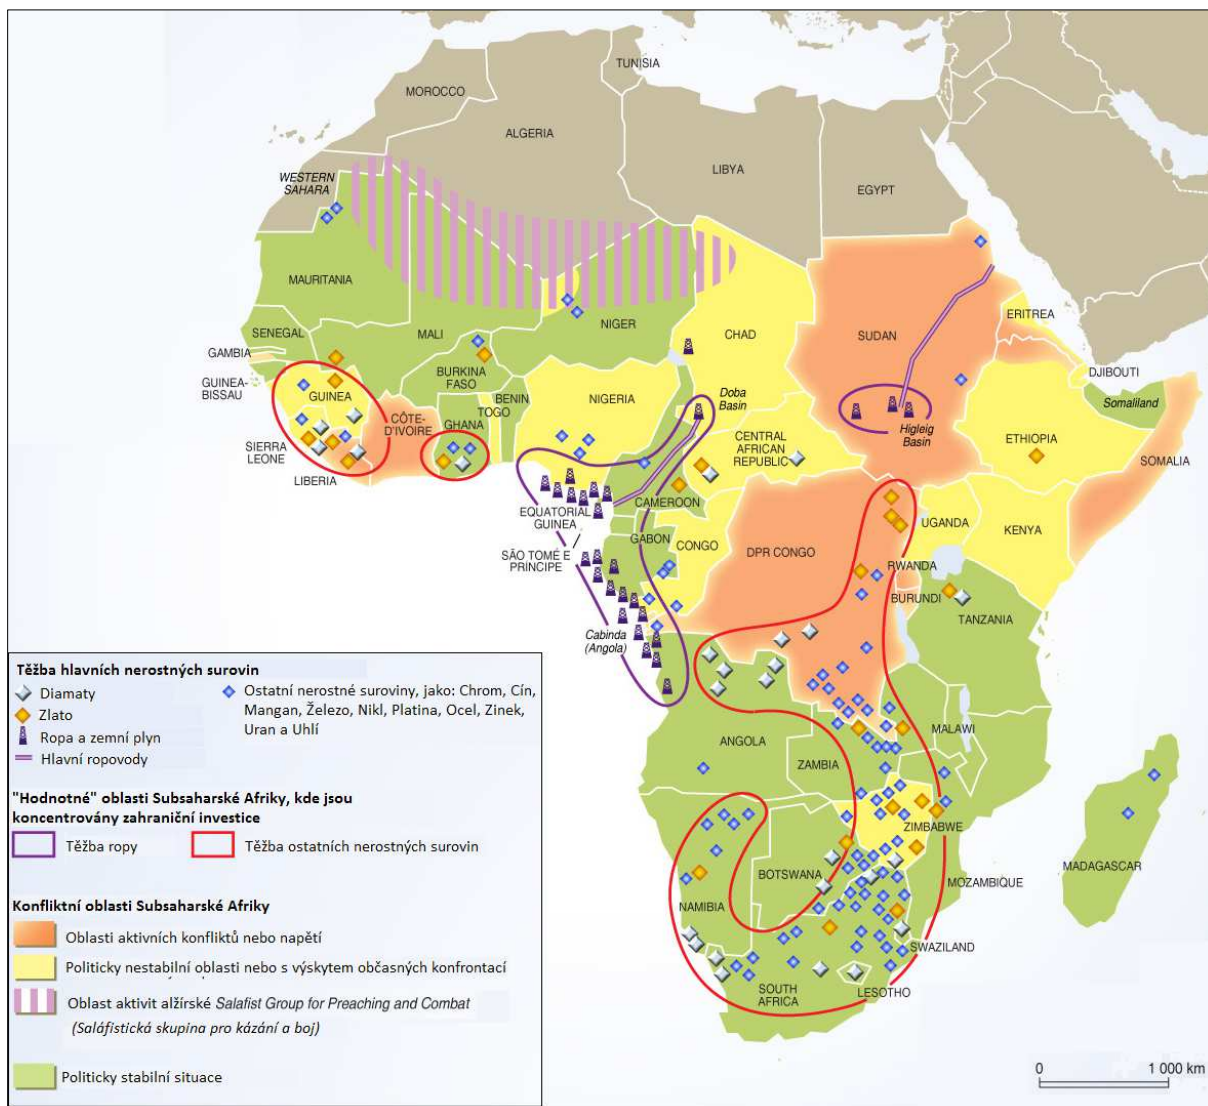 TUNISIA
MOROCCO
ALGERIA
LIBYA
EGYPT
WESTERN
SAHARA
MAURITANIA
MALI
NIGER
CHAD
SUDAN
ERITREA
SENEGAL
GAMBIA
GUINEA-
BISSAU
GUINEA
BURKINA
FASO
BENIN
TOGO
CÔTE-
D'IVOIRE
GHANA
NIGERIA
Doba
Basin
DJIBOUTI
Somaliland
SIERRA
LEONE
LIBERIA
CENTRAL
AFRICAN
REPUBLIC
Higleig
Basin
ETHIOPIA
SOMALIA
EQUATORIAL
GUINEA
CAMEROON
SÃO TOMÉ E
PRINCIPE
GABON
CONGO
DPR CONGO
UGANDA
KENYA
RWANDA
BURUNDI
TANZANIA
Cabinda
(Angola)
ANGOLA
ZAMBIA
MALAWI
ZIMBABWE
MOZAMBIQUE
MADAGASCAR
BOTSWANA
NAMIBIA
SWAZILAND
LESOTHO
SOUTH
AFRICA
Těžba hlavních nerostných surovin
Diamaty
Zlato
Ropa a zemní plyn
Hlavní ropovody
Ostatní nerostné suroviny, jako: Chrom, Cín,
Mangan, Železo, Nikl, Platina, Ocel, Zinek,
Uran a Uhlí
"Hodnotné" oblasti Subsaharské Afriky, kde jsou
koncentrovány zahraniční investice
Těžba ropy
Těžba ostatních nerostných surovin
Konfliktní oblasti Subsaharské Afriky
Oblasti aktivních konfliktů nebo napětí
Politicky nestabilní oblasti nebo s výskytem občasných konfrontací
Oblast aktivit alžírské Salafist Group for Preaching and Combat
(Saláfistická skupina pro kázání a boj)
Politicky stabilní situace
0 1 000 km